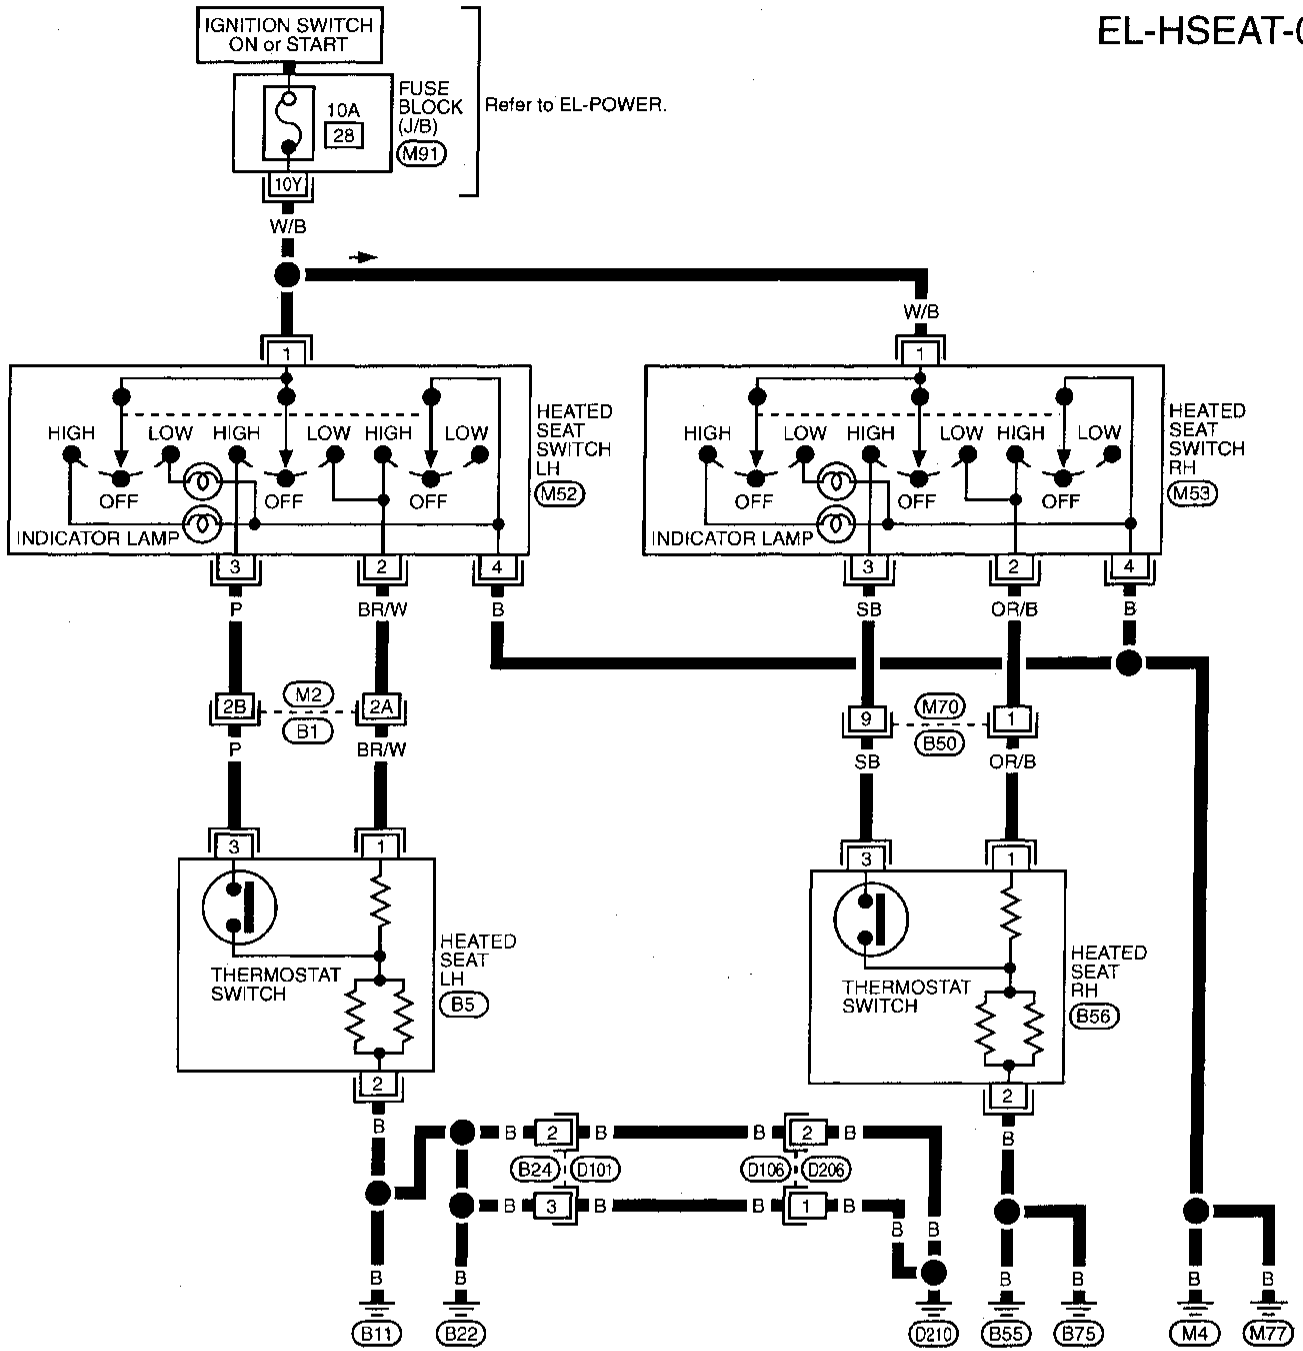 EL-HSEAT-
IGNITION SWITCH
ON or START
FUSE
BLOCK
(J/B)
M91
10A
28
Refer to EL-POWER.
10Y
W/B
W/B
1
1
HIGH LOW HIGH LOW HIGH LOW
OFF OFF OFF
INDICATOR LAMP
HEATED
SEAT
SWITCH
LH
M52
HIGH LOW HIGH LOW HIGH LOW
OFF OFF OFF
INDICATOR LAMP
HEATED
SEAT
SWITCH
RH
M53
3 2 4
3 2 4
P BR/W B
SB OR/B B
2B M2 2A
B1
9 M70 1
B50
P BR/W
SB OR/B
3 1
3 1
THERMOSTAT
SWITCH
HEATED
SEAT
LH
B5
THERMOSTAT
SWITCH
HEATED
SEAT
RH
B56
2
2
B
B
B 2 B B 2 B
B24 D101 D106 D206
B 3 B B 1 B
B B
B B B B B B
B11 B22 D210 B55 B75 M4 M77